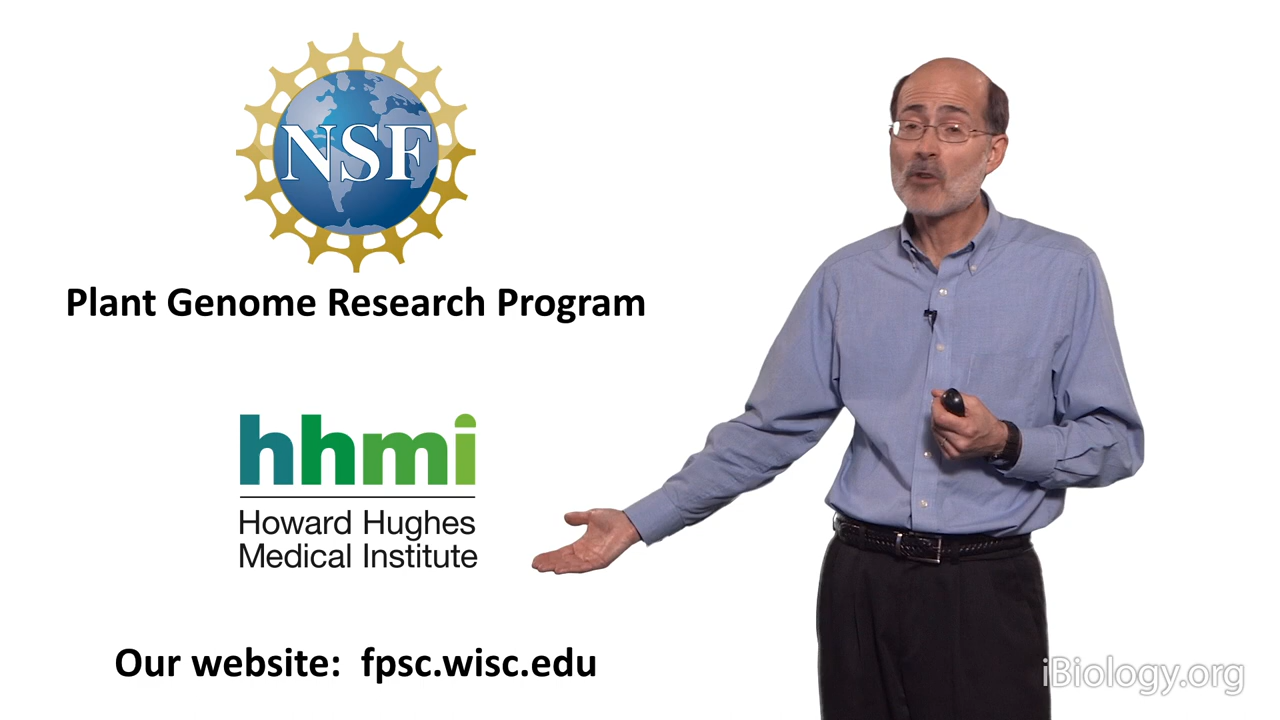 NSF
Plant Genome Research Program
hhmi
Howard Hughes
Medical Institute
Our website: fpsc.wisc.edu
iBiology.org